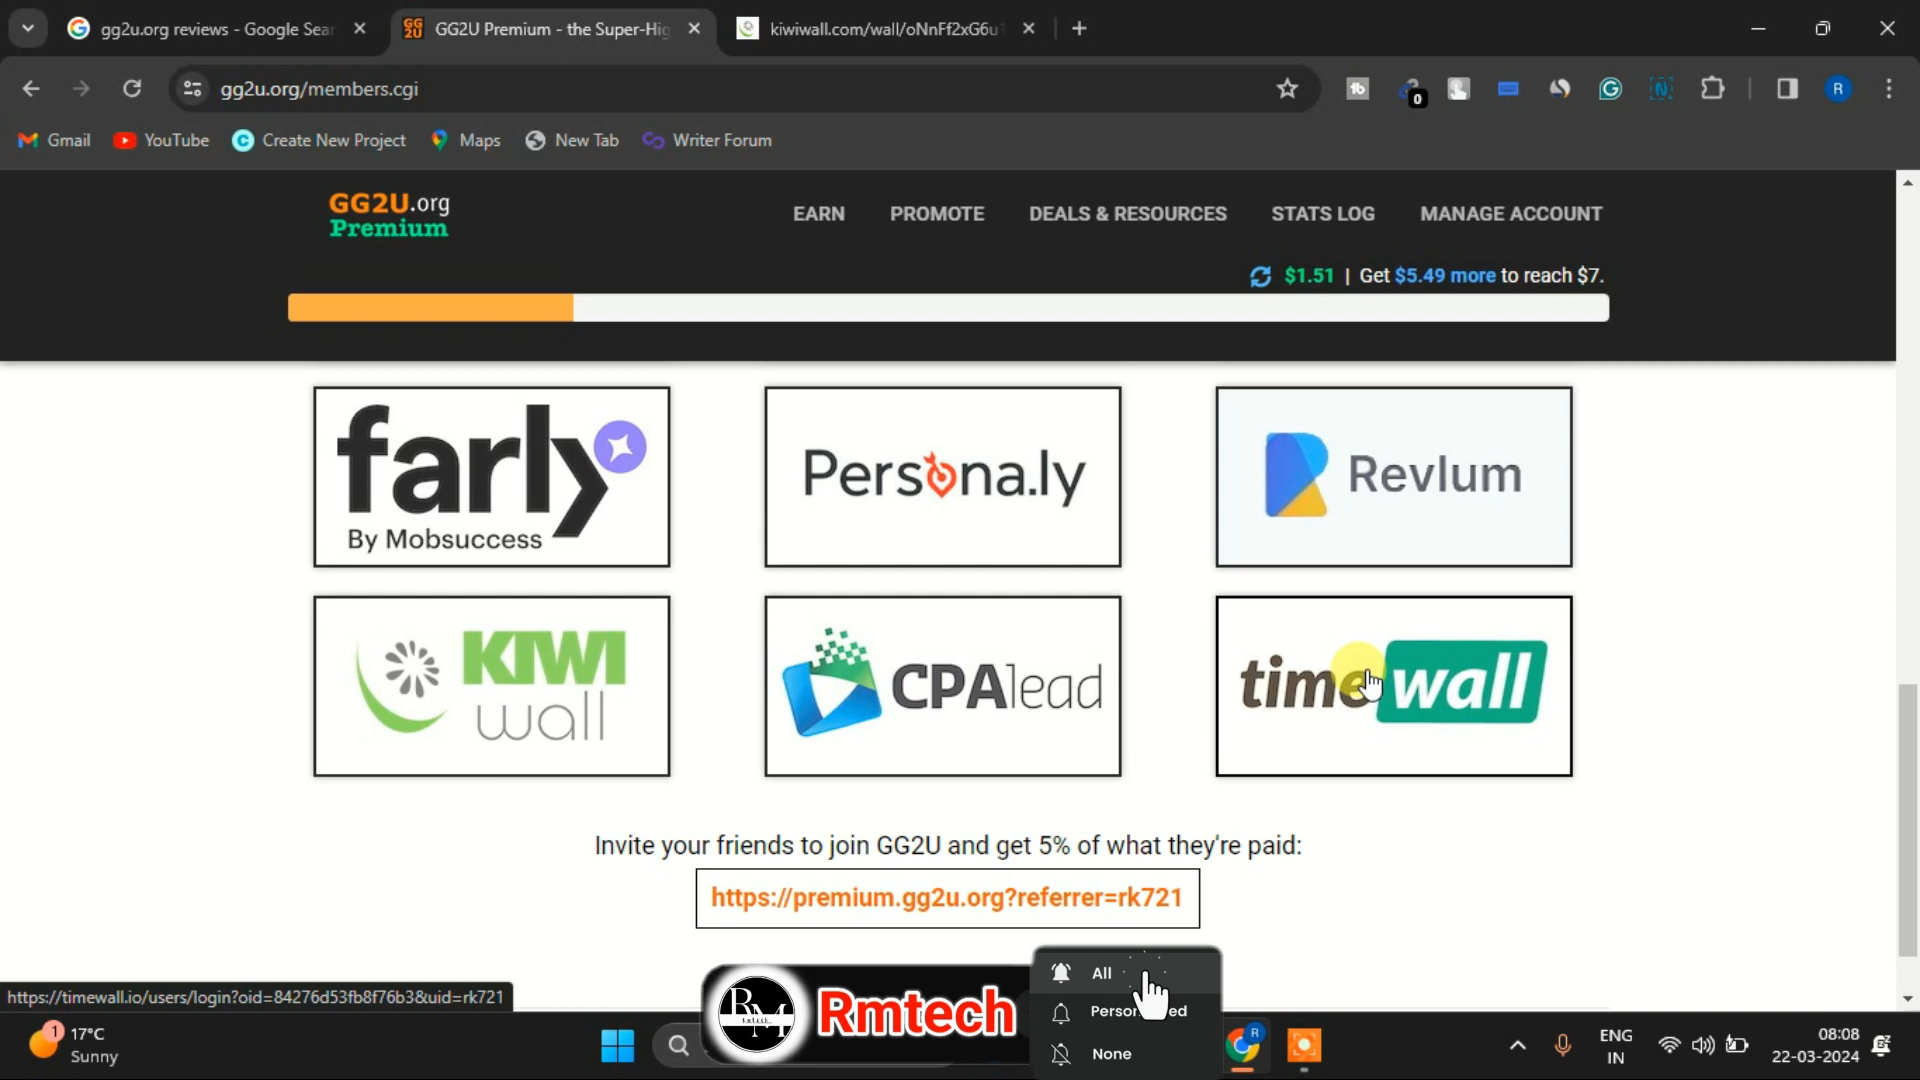 gg2u.org reviews - Google Sear
GG2U Premium - the Super-Hig
kiwiwall.com/wall/oNnFf2xG6u
gg2u.org/members.cgi
0
R
Gmail
YouTube
Create New Project
Maps
New Tab
Writer Forum
GG2U.org
Premium
EARN
PROMOTE
DEALS & RESOURCES
STATS LOG
MANAGE ACCOUNT
$1.51 | Get $5.49 more to reach $7.
farly
By Mobsuccess
Persona.ly
Revlum
KIWI
wall
CPAlead
timewall
Invite your friends to join GG2U and get 5% of what they're paid:
https://premium.gg2u.org?referrer=rk721
https://timewall.io/users/login?oid=84276d53fb8f76b3&uid=rk721
RM
Rmtech
All
None
1
17°C
Sunny
R
ENG
IN
08:08
22-03-2024